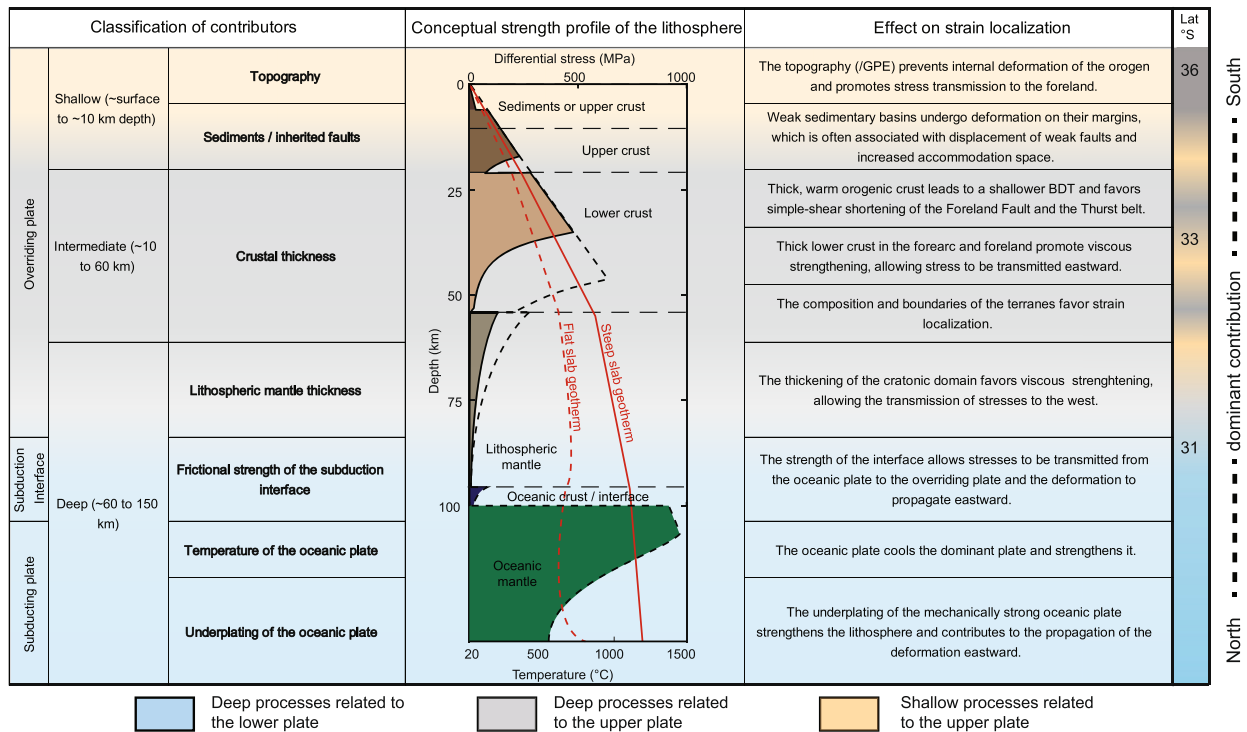 Classification of contributors
Conceptual strength profile of the lithosphere
Effect on strain localization
Lat
°S
Overriding plate
Subduction
Interface
Subducting plate
Shallow (~surface
to ~10 km depth)
Intermediate (~10
to 60 km)
Deep (~60 to 150
km)
Topography
Sediments / inherited faults
Crustal thickness
Lithospheric mantle thickness
Frictional strength of the subduction
interface
Temperature of the oceanic plate
Underplating of the oceanic plate
Differential stress (MPa)
0 500 1000
0
25
50
75
100
Depth (km)
Sediments or upper crust
Upper crust
Lower crust
Flat slab geotherm
Steep slab geotherm
Lithospheric
mantle
Oceanic crust / interface
Oceanic
mantle
20 500 1000 1500
Temperature (°C)
The topography (/GPE) prevents internal deformation of the orogen
and promotes stress transmission to the foreland.
Weak sedimentary basins undergo deformation on their margins,
which is often associated with displacement of weak faults and
increased accommodation space.
Thick, warm orogenic crust leads to a shallower BDT and favors
simple-shear shortening of the Foreland Fault and the Thurst belt.
Thick lower crust in the forearc and foreland promote viscous
strengthening, allowing stress to be transmitted eastward.
The composition and boundaries of the terranes favor strain
localization.
The thickening of the cratonic domain favors viscous strenghtening,
allowing the transmission of stresses to the west.
The strength of the interface allows stresses to be transmitted from
the oceanic plate to the overriding plate and the deformation to
propagate eastward.
The oceanic plate cools the dominant plate and strengthens it.
The underplating of the mechanically strong oceanic plate
strengthens the lithosphere and contributes to the propagation of the
deformation eastward.
36
33
31
South
dominant contribution
North
Deep processes related to
the lower plate
Deep processes related
to the upper plate
Shallow processes related
to the upper plate